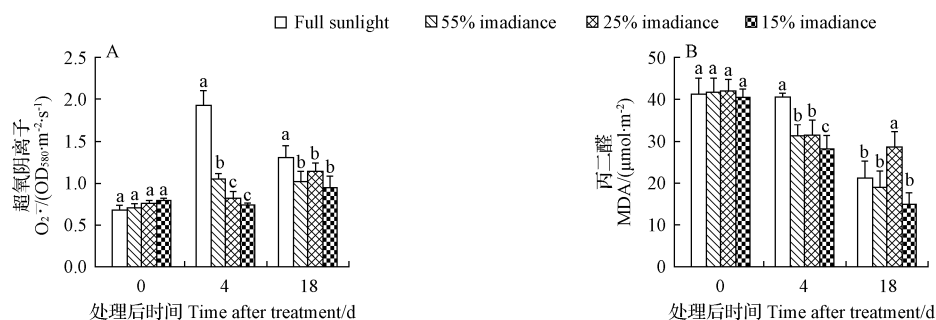 Full sunlight 55% imadiance 25% imadiance 15% imadiance
A
超氧阴离子
O₂·/(OD₅₈₀·m⁻²·s⁻¹)
2.5
2.0
1.5
1.0
0.5
0.0
a a a a
a b c c
a b b b
0 4 18
处理后时间 Time after treatment/d
B
丙二醛
MDA/(μmol·m⁻²)
50
40
30
20
10
0
a a a a
a b b c
b b a b
0 4 18
处理后时间 Time after treatment/d